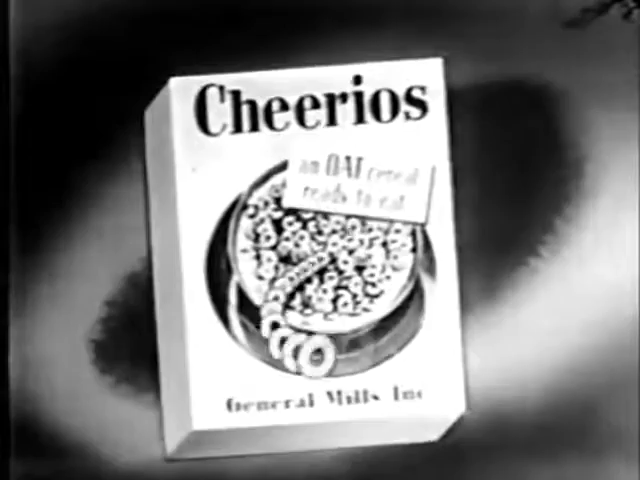 Cheerios
an OAT cereal
ready to eat
General Mills Inc